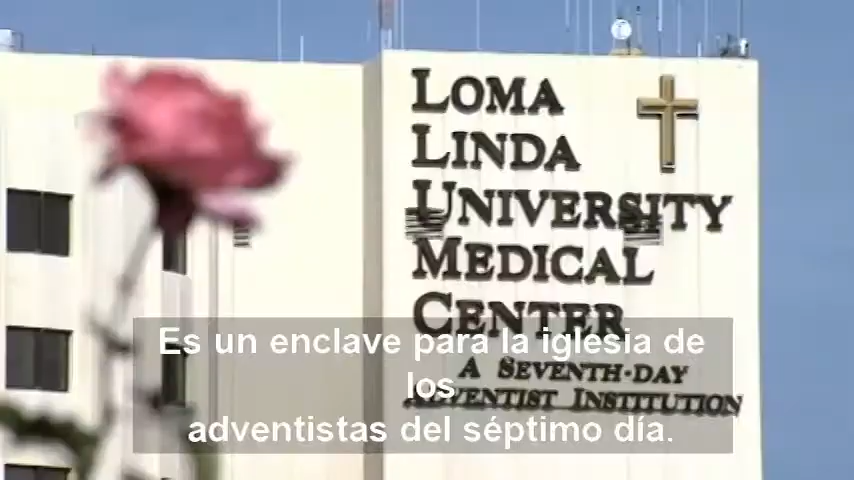 LOMA
LINDA
UNIVERSITY
MEDICAL
CENTER
A SEVENTH-DAY
ADVENTIST INSTITUTION
Es un enclave para la iglesia de
los
adventistas del séptimo día.